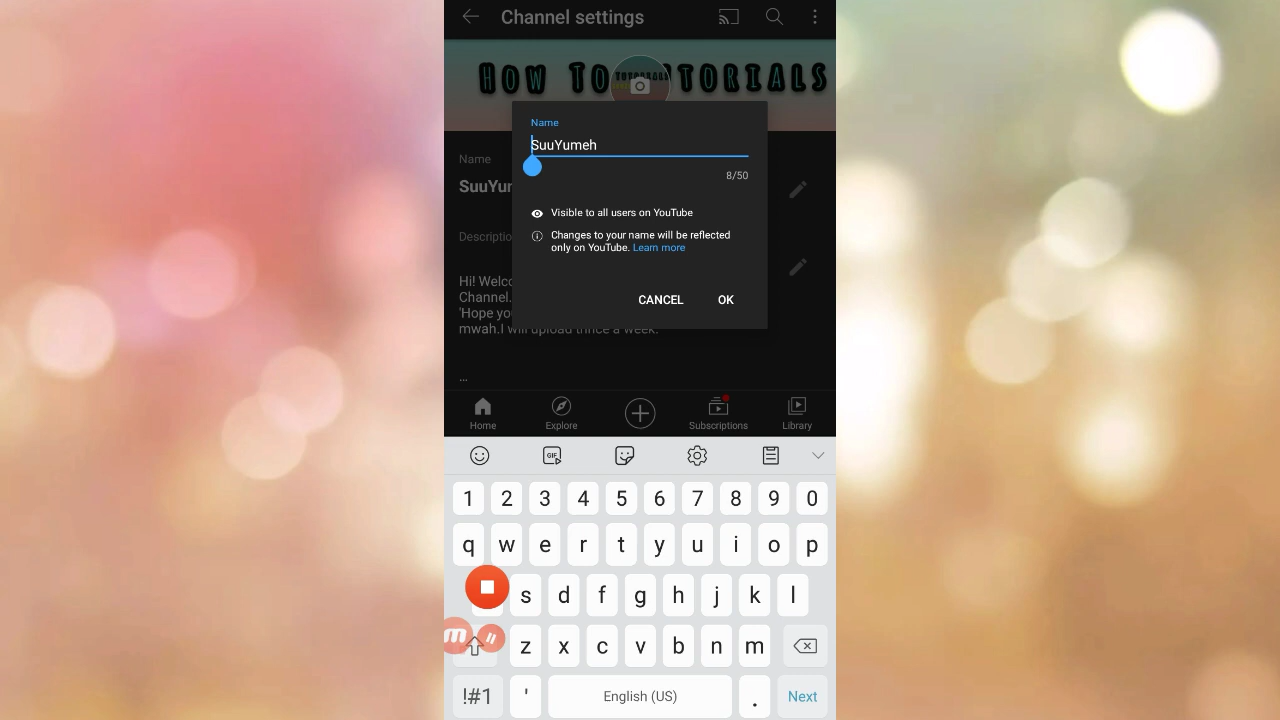 Channel settings
HOW TO TUTORIALS
Name
SuuYumeh
8/50
Visible to all users on YouTube
Changes to your name will be reflected
only on YouTube. Learn more
CANCEL
OK
Name
SuuYu
Descriptio
Hi! Welco
Channel.
'Hope yo
mwah.I will upload thrice a week.
...
Home
Explore
Subscriptions
Library
GIF
1 2 3 4 5 6 7 8 9 0
q w e r t y u i o p
s d f g h j k l
m
z x c v b n m
!#1 ' English (US) . Next